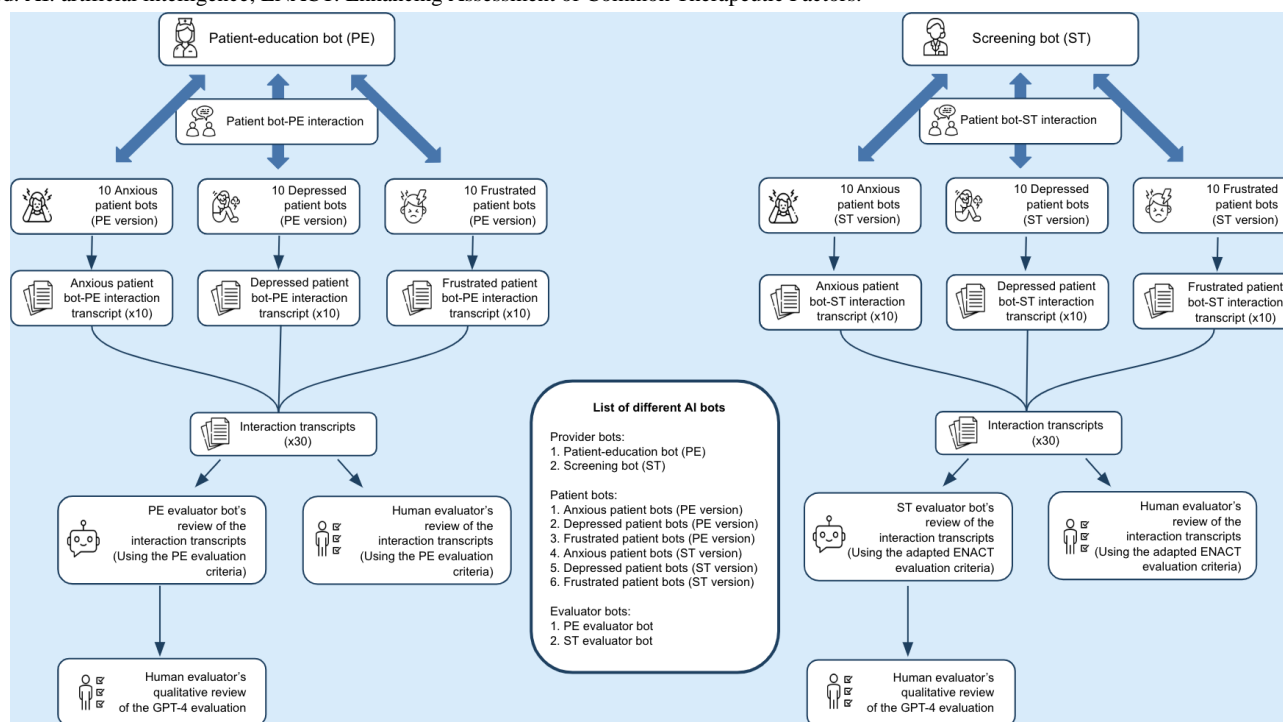 d. AI: artificial intelligence; ENACT: Enhancing Assessment of Common Therapeutic Factors.
Patient-education bot (PE)
Patient bot-PE interaction
10 Anxious
patient bots
(PE version)
10 Depressed
patient bots
(PE version)
10 Frustrated
patient bots
(PE version)
Anxious patient
bot-PE interaction
transcript (x10)
Depressed patient
bot-PE interaction
transcript (x10)
Frustrated patient
bot-PE interaction
transcript (x10)
Interaction transcripts
(x30)
PE evaluator bot's
review of the
interaction transcripts
(Using the PE evaluation
criteria)
Human evaluator's
review of the
interaction transcripts
(Using the PE evaluation
criteria)
Human evaluator's
qualitative review
of the GPT-4 evaluation
List of different AI bots
Provider bots:
1. Patient-education bot (PE)
2. Screening bot (ST)
Patient bots:
1. Anxious patient bots (PE version)
2. Depressed patient bots (PE version)
3. Frustrated patient bots (PE version)
4. Anxious patient bots (ST version)
5. Depressed patient bots (ST version)
6. Frustrated patient bots (ST version)
Evaluator bots:
1. PE evaluator bot
2. ST evaluator bot
Screening bot (ST)
Patient bot-ST interaction
10 Anxious
patient bots
(ST version)
10 Depressed
patient bots
(ST version)
10 Frustrated
patient bots
(ST version)
Anxious patient
bot-ST interaction
transcript (x10)
Depressed patient
bot-ST interaction
transcript (x10)
Frustrated patient
bot-ST interaction
transcript (x10)
Interaction transcripts
(x30)
ST evaluator bot's
review of the
interaction transcripts
(Using the adapted ENACT
evaluation criteria)
Human evaluator's
review of the
interaction transcripts
(Using the adapted ENACT
evaluation criteria)
Human evaluator's
qualitative review
of the GPT-4 evaluation